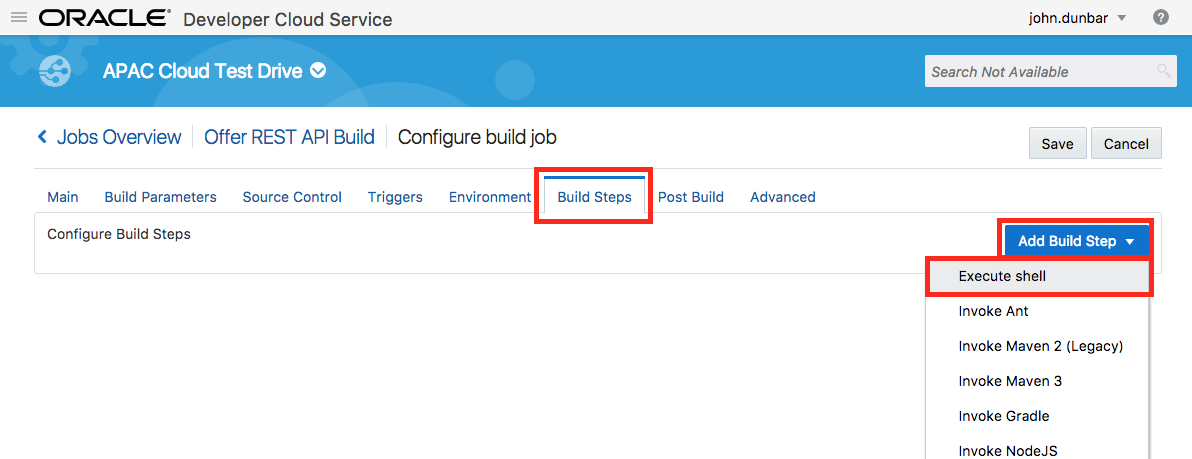 ORACLE® Developer Cloud Service john.dunbar ?
APAC Cloud Test Drive Search Not Available
Jobs Overview Offer REST API Build Configure build job Save Cancel
Main Build Parameters Source Control Triggers Environment Build Steps Post Build Advanced
Configure Build Steps Add Build Step
Execute shell
Invoke Ant
Invoke Maven 2 (Legacy)
Invoke Maven 3
Invoke Gradle
Invoke NodeJS